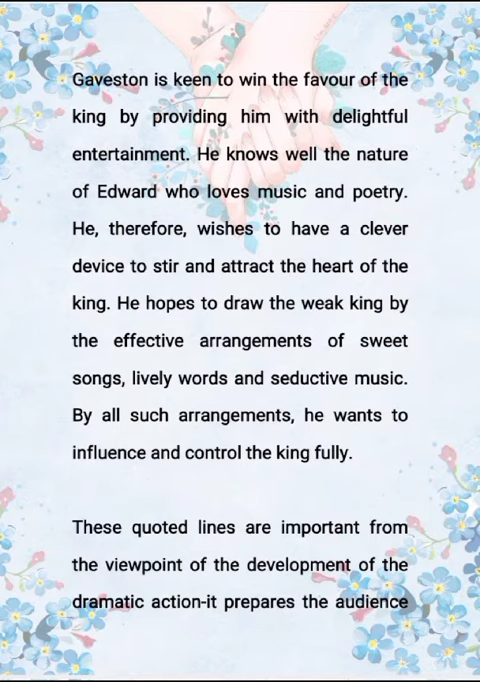 Gaveston is keen to win the favour of the
king by providing him with delightful
entertainment. He knows well the nature
of Edward who loves music and poetry.
He, therefore, wishes to have a clever
device to stir and attract the heart of the
king. He hopes to draw the weak king by
the effective arrangements of sweet
songs, lively words and seductive music.
By all such arrangements, he wants to
influence and control the king fully.
These quoted lines are important from
the viewpoint of the development of the
dramatic action-it prepares the audience